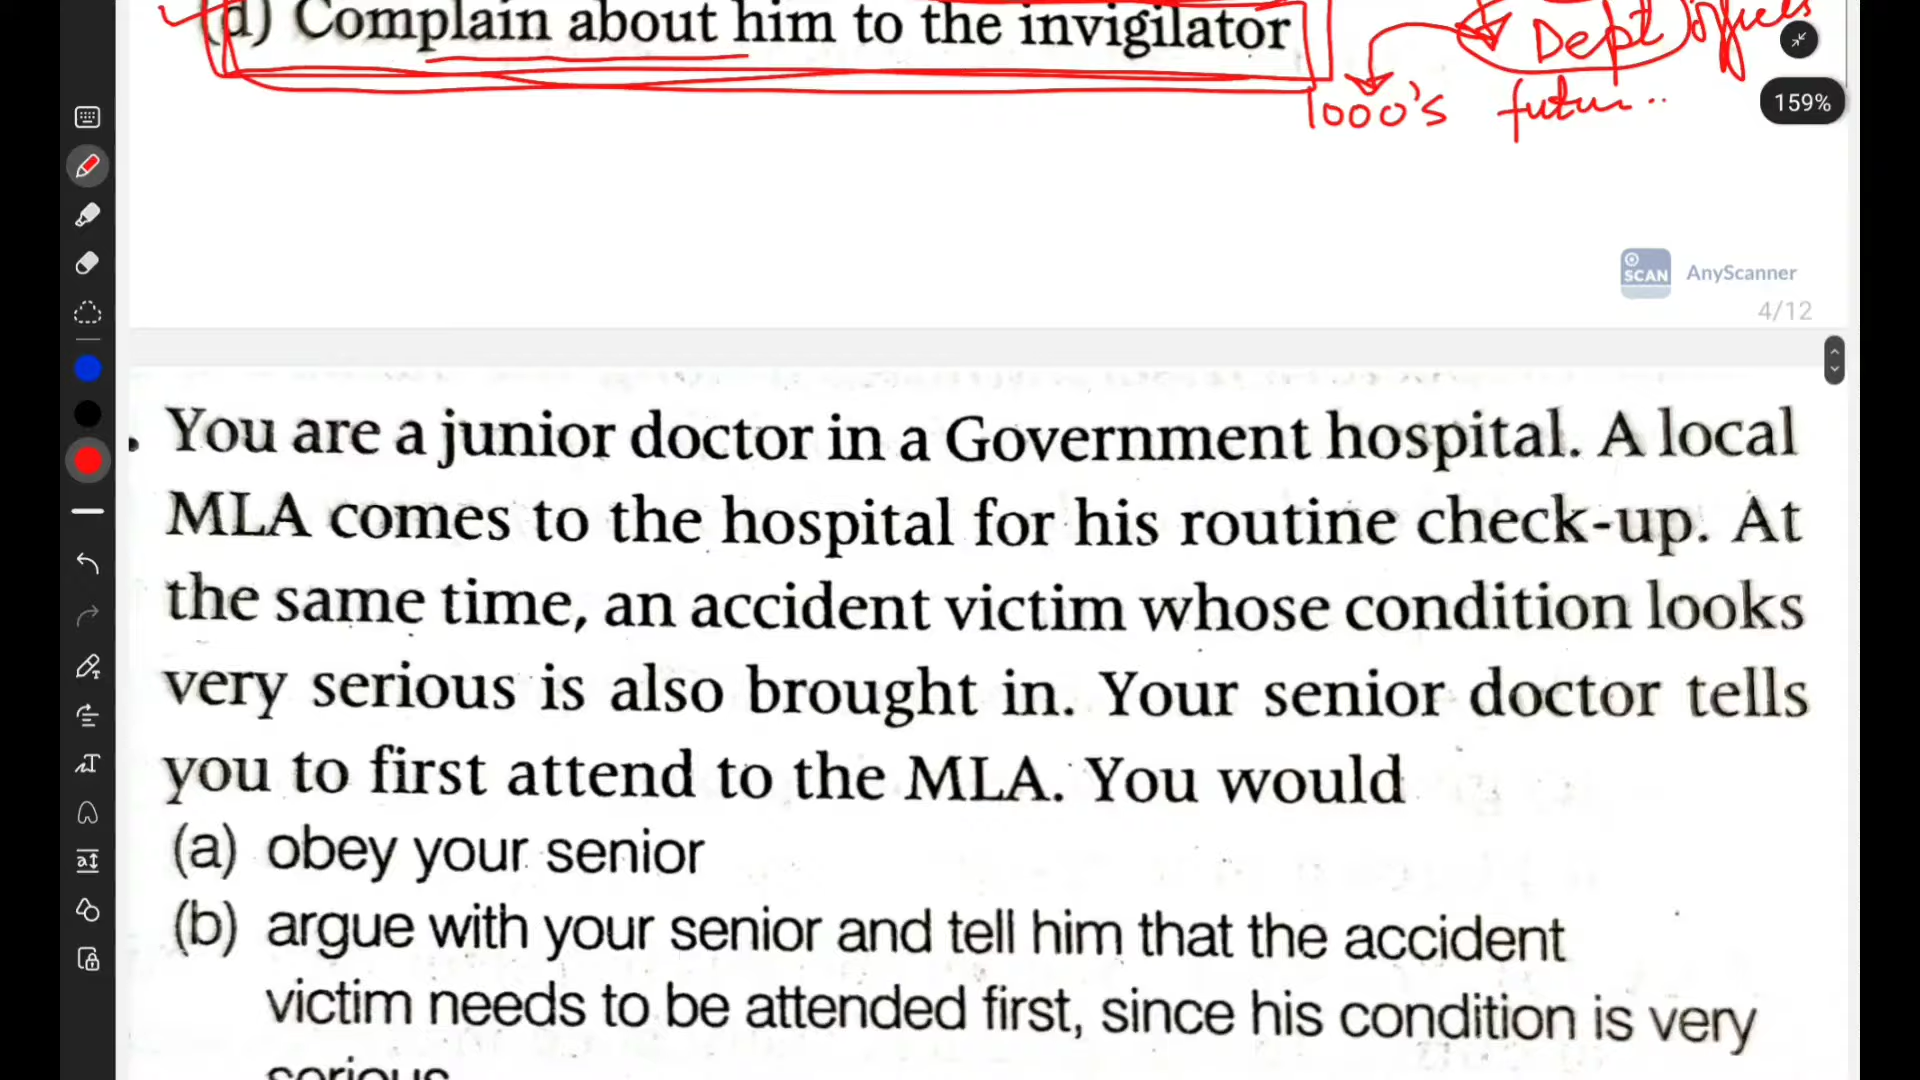 (d) Complain about him to the invigilator
Dept
159%
1000's futur..
SCAN AnyScanner
4/12
. You are a junior doctor in a Government hospital. A local
MLA comes to the hospital for his routine check-up. At
the same time, an accident victim whose condition looks
very serious is also brought in. Your senior doctor tells
you to first attend to the MLA. You would
(a) obey your senior
(b) argue with your senior and tell him that the accident
victim needs to be attended first, since his condition is very
serious